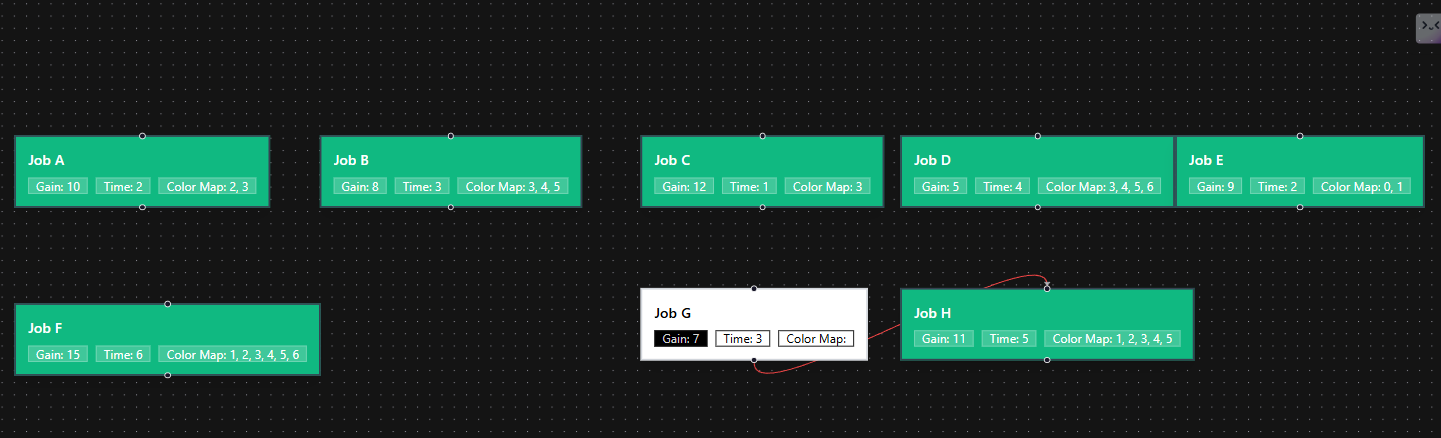 Job A
Gain: 10 Time: 2 Color Map: 2, 3
Job B
Gain: 8 Time: 3 Color Map: 3, 4, 5
Job C
Gain: 12 Time: 1 Color Map: 3
Job D
Gain: 5 Time: 4 Color Map: 3, 4, 5, 6
Job E
Gain: 9 Time: 2 Color Map: 0, 1
Job F
Gain: 15 Time: 6 Color Map: 1, 2, 3, 4, 5, 6
Job G
Gain: 7 Time: 3 Color Map:
Job H
Gain: 11 Time: 5 Color Map: 1, 2, 3, 4, 5